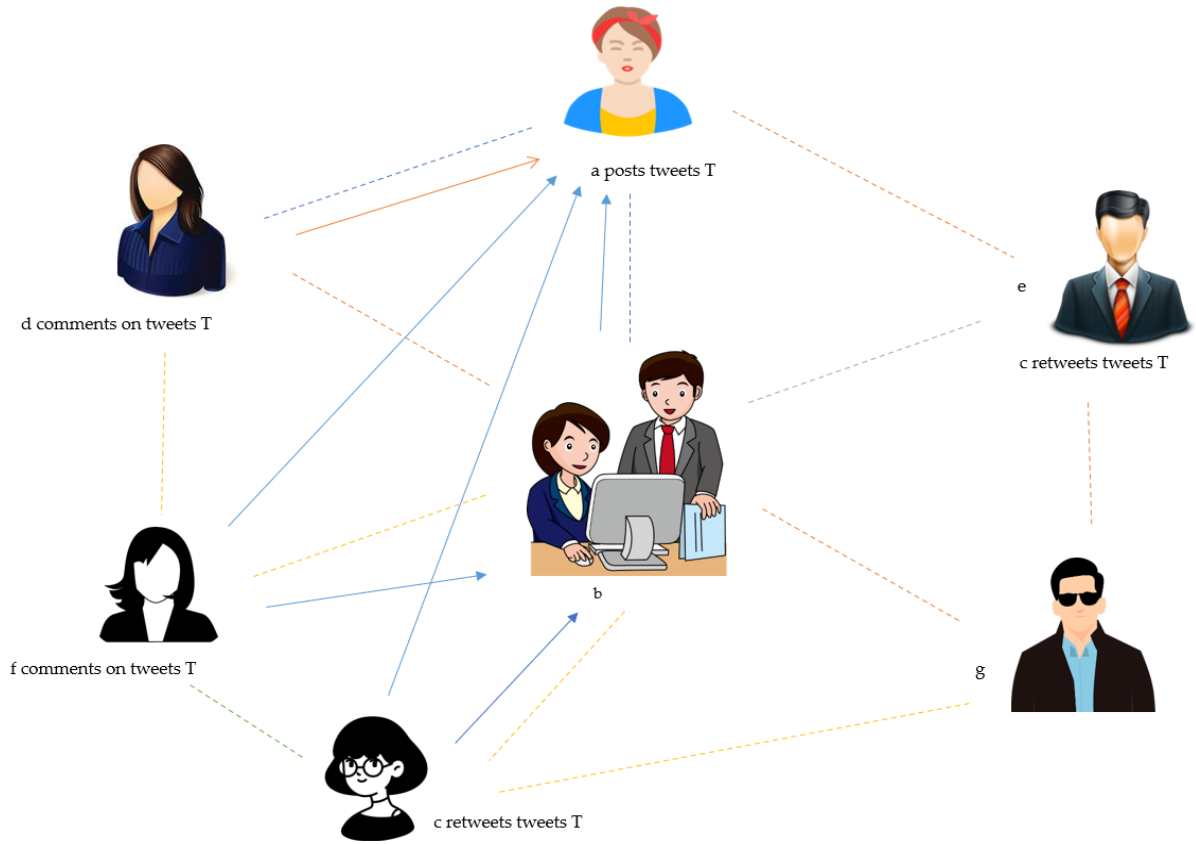 a posts tweets T
e
d comments on tweets T
c retweets tweets T
b
f comments on tweets T
g
c retweets tweets T